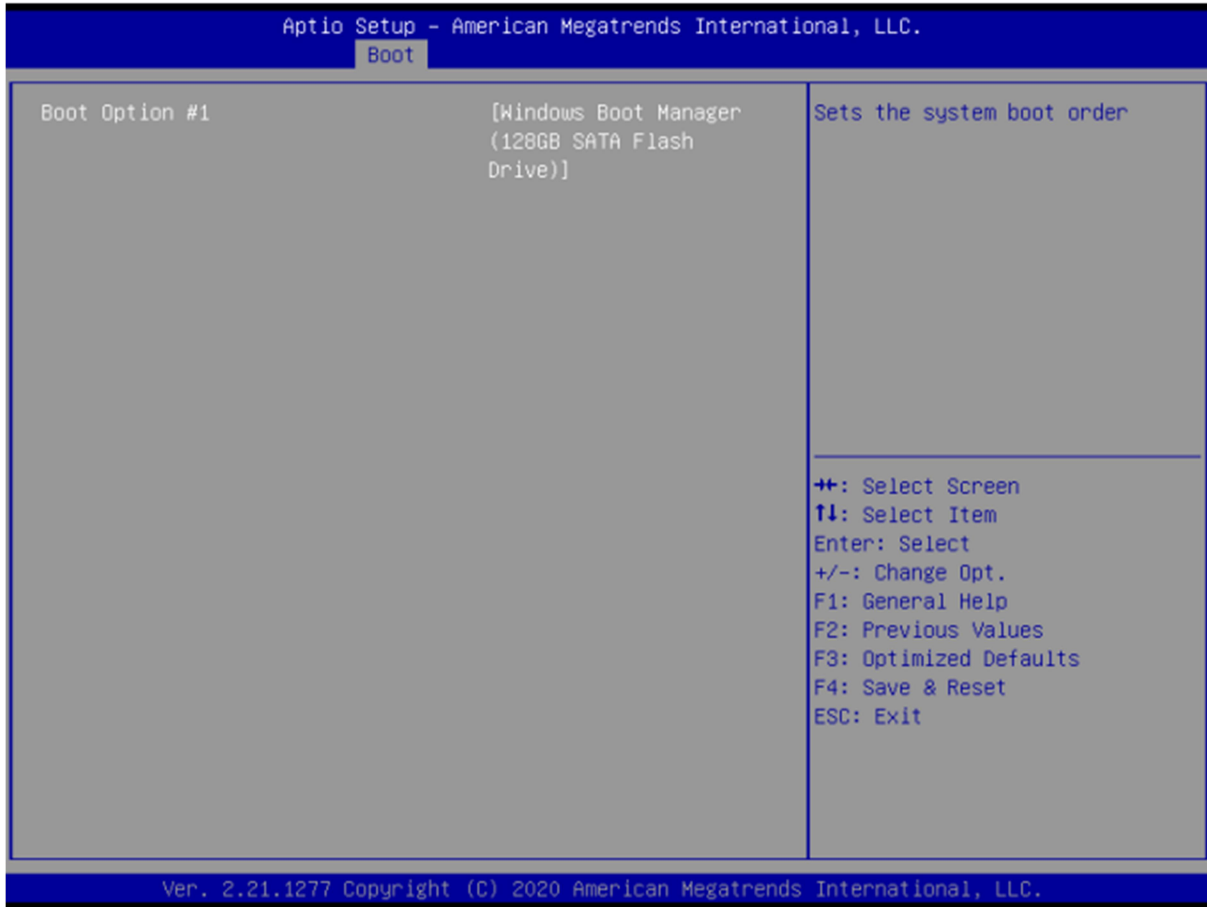 Aptio Setup – American Megatrends International, LLC.
Boot
Boot Option #1
[Windows Boot Manager
(128GB SATA Flash
Drive)]
Sets the system boot order
→←: Select Screen
↑↓: Select Item
Enter: Select
+/-: Change Opt.
F1: General Help
F2: Previous Values
F3: Optimized Defaults
F4: Save & Reset
ESC: Exit
Ver. 2.21.1277 Copyright (C) 2020 American Megatrends International, LLC.